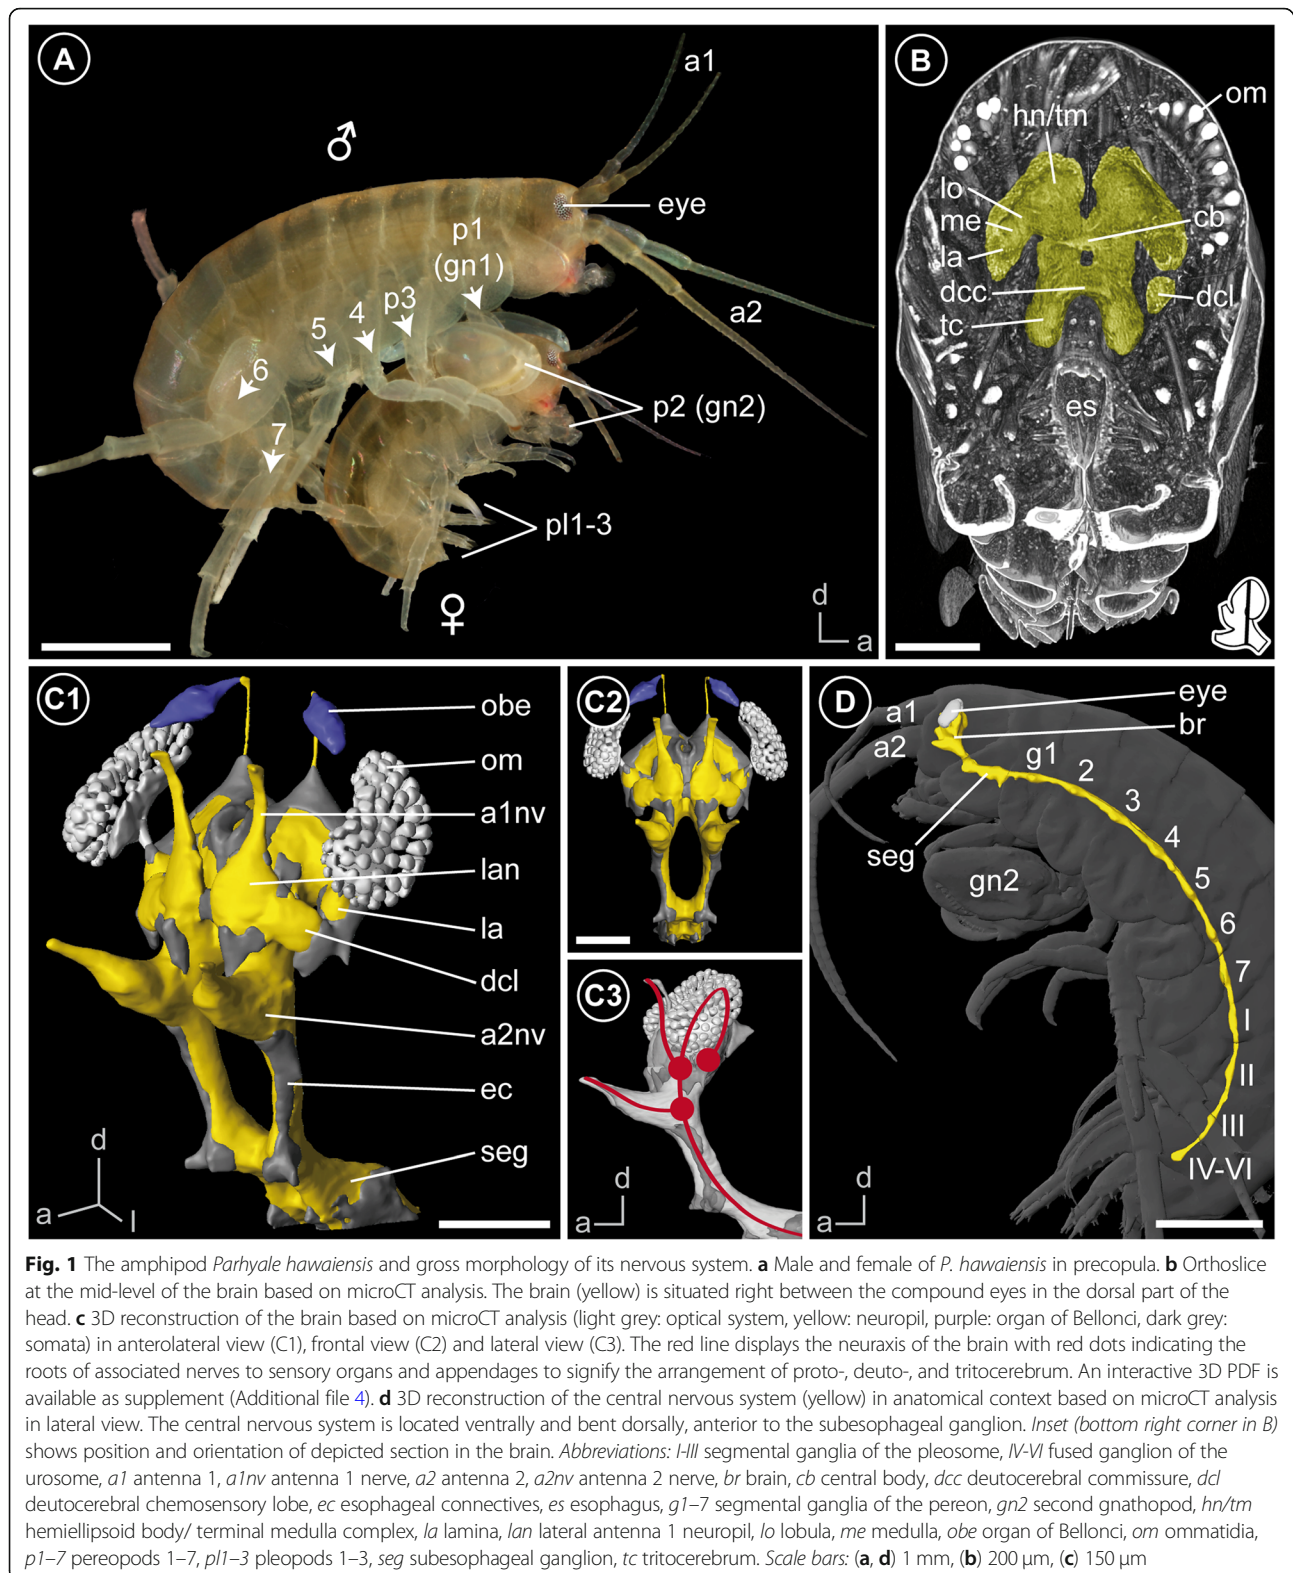 A
♂
a1
eye
p1
(gn1)
p3
4
5
6
7
a2
p2 (gn2)
pl1-3
♀
d
a
B
om
hn/tm
lo
me
la
cb
dcc
dcl
tc
es
C1
obe
om
a1nv
lan
la
dcl
a2nv
ec
seg
d
a
l
C2
C3
d
a
D
eye
a1
br
a2
g1
2
3
4
5
6
7
I
II
III
IV-VI
seg
gn2
d
a
Fig. 1 The amphipod Parhyale hawaiensis and gross morphology of its nervous system. a Male and female of P. hawaiensis in precopula. b Orthoslice
at the mid-level of the brain based on microCT analysis. The brain (yellow) is situated right between the compound eyes in the dorsal part of the
head. c 3D reconstruction of the brain based on microCT analysis (light grey: optical system, yellow: neuropil, purple: organ of Bellonci, dark grey:
somata) in anterolateral view (C1), frontal view (C2) and lateral view (C3). The red line displays the neuraxis of the brain with red dots indicating the
roots of associated nerves to sensory organs and appendages to signify the arrangement of proto-, deuto-, and tritocerebrum. An interactive 3D PDF is
available as supplement (Additional file 4). d 3D reconstruction of the central nervous system (yellow) in anatomical context based on microCT analysis
in lateral view. The central nervous system is located ventrally and bent dorsally, anterior to the subesophageal ganglion. Inset (bottom right corner in B)
shows position and orientation of depicted section in the brain. Abbreviations: I-III segmental ganglia of the pleosome, IV-VI fused ganglion of the
urosome, a1 antenna 1, a1nv antenna 1 nerve, a2 antenna 2, a2nv antenna 2 nerve, br brain, cb central body, dcc deutocerebral commissure, dcl
deutocerebral chemosensory lobe, ec esophageal connectives, es esophagus, g1–7 segmental ganglia of the pereon, gn2 second gnathopod, hn/tm
hemiellipsoid body/ terminal medulla complex, la lamina, lan lateral antenna 1 neuropil, lo lobula, me medulla, obe organ of Bellonci, om ommatidia,
p1–7 pereopods 1–7, pl1–3 pleopods 1–3, seg subesophageal ganglion, tc tritocerebrum. Scale bars: (a, d) 1 mm, (b) 200 μm, (c) 150 μm